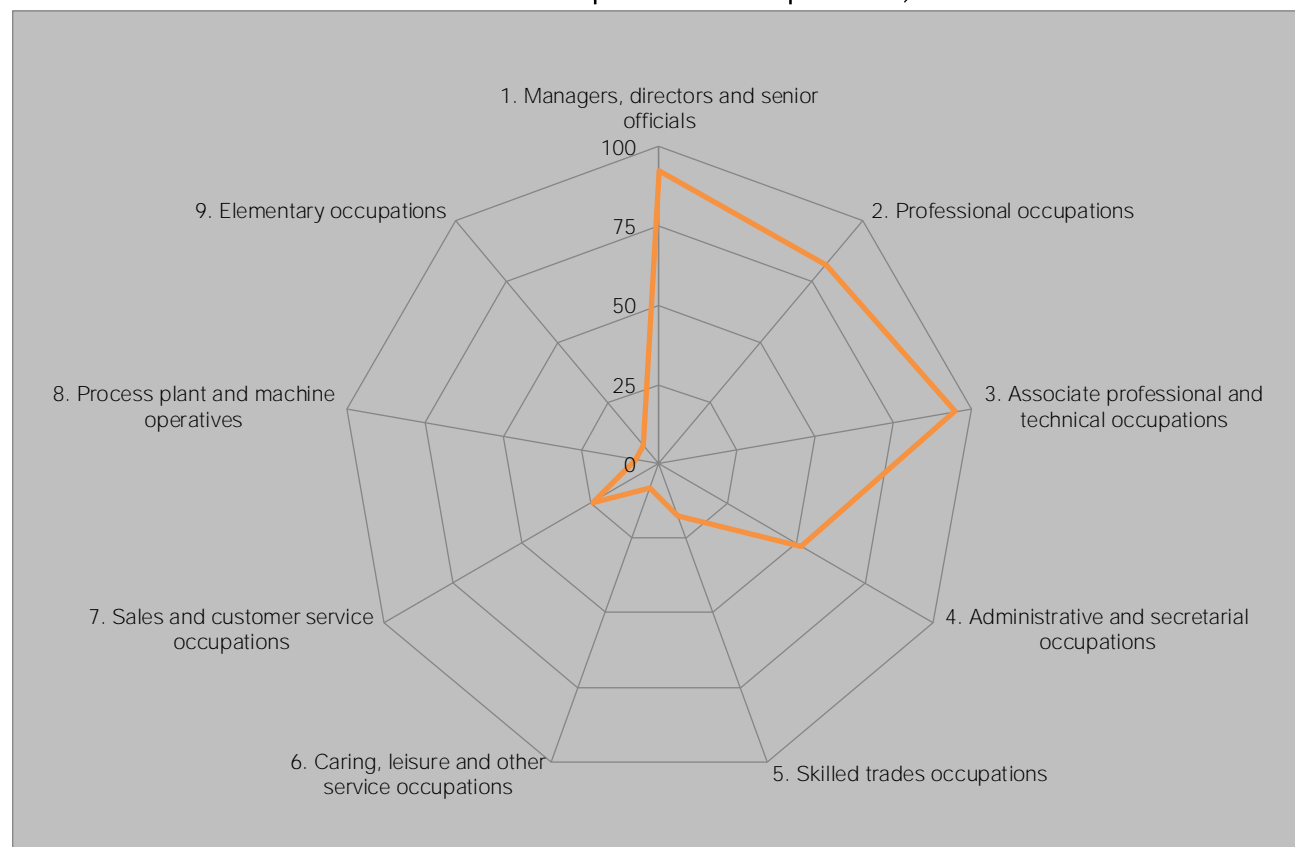 1. Managers, directors and senior
officials
100
9. Elementary occupations
2. Professional occupations
75
50
25
8. Process plant and machine
operatives
3. Associate professional and
technical occupations
0
7. Sales and customer service
occupations
4. Administrative and secretarial
occupations
6. Caring, leisure and other
service occupations
5. Skilled trades occupations